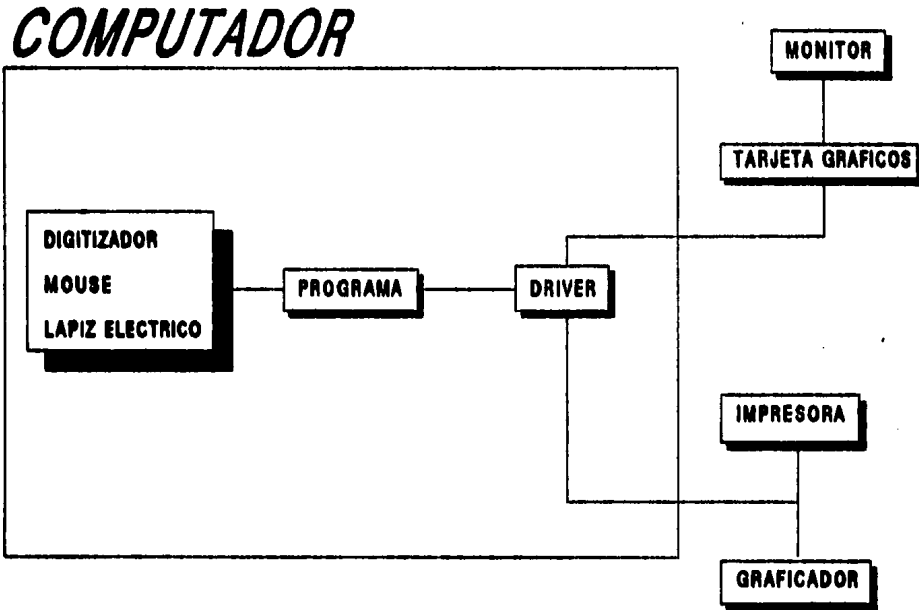 COMPUTADOR
MONITOR
TARJETA GRAFICOS
DIGITIZADOR
MOUSE
LAPIZ ELECTRICO
PROGRAMA
DRIVER
IMPRESORA
GRAFICADOR